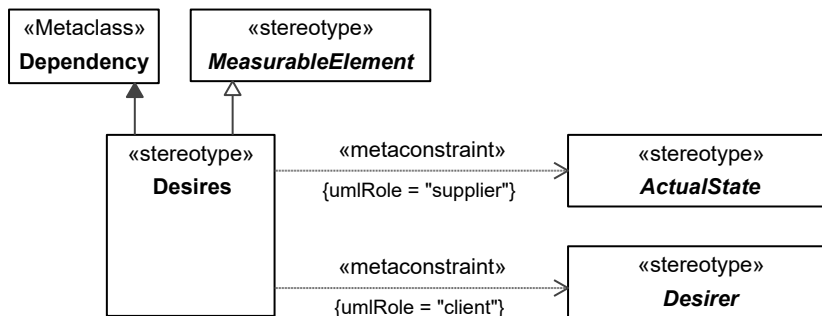 «Metaclass»
Dependency
«stereotype»
MeasurableElement
«stereotype»
Desires
«metaconstraint»
{umlRole = "supplier"}
«stereotype»
ActualState
«metaconstraint»
{umlRole = "client"}
«stereotype»
Desirer